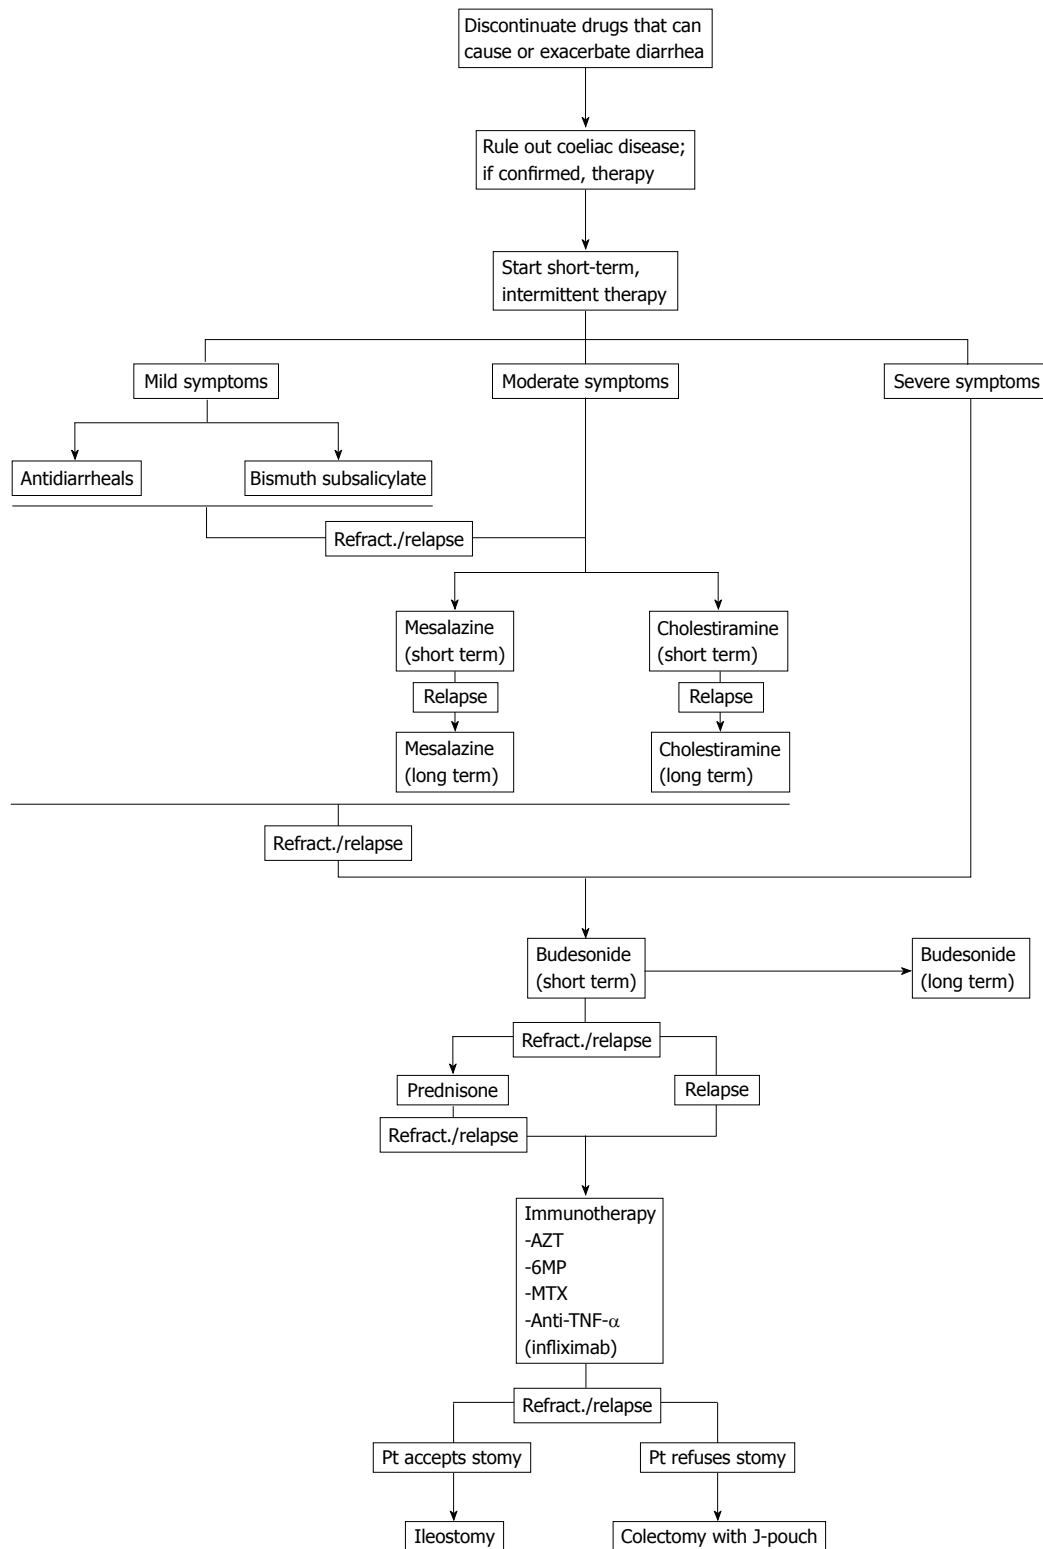 Discontinuate drugs that can
cause or exacerbate diarrhea
Rule out coeliac disease;
if confirmed, therapy
Start short-term,
intermittent therapy
Mild symptoms
Moderate symptoms
Severe symptoms
Antidiarrheals
Bismuth subsalicylate
Refract./relapse
Mesalazine
(short term)
Cholestiramine
(short term)
Relapse
Relapse
Mesalazine
(long term)
Cholestiramine
(long term)
Refract./relapse
Budesonide
(short term)
Budesonide
(long term)
Refract./relapse
Prednisone
Relapse
Refract./relapse
Immunotherapy
-AZT
-6MP
-MTX
-Anti-TNF-α
(infliximab)
Refract./relapse
Pt accepts stomy
Pt refuses stomy
Ileostomy
Colectomy with J-pouch